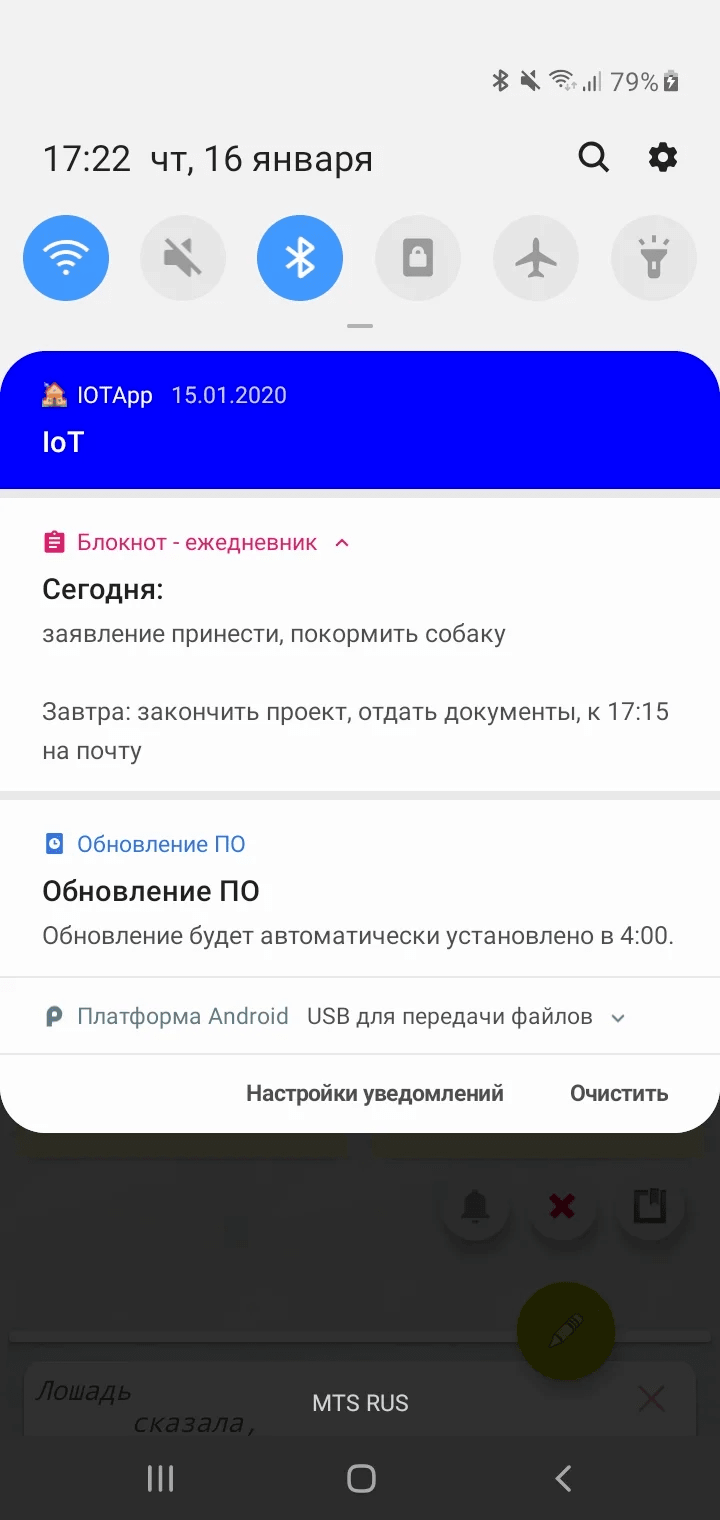 79%
17:22 чт, 16 января
IOTApp 15.01.2020
IoT
Блокнот - ежедневник
Сегодня:
заявление принести, покормить собаку
Завтра: закончить проект, отдать документы, к 17:15
на почту
Обновление ПО
Обновление ПО
Обновление будет автоматически установлено в 4:00.
Платформа Android USB для передачи файлов
Настройки уведомлений Очистить
Лошадь
MTS RUS
сказала,